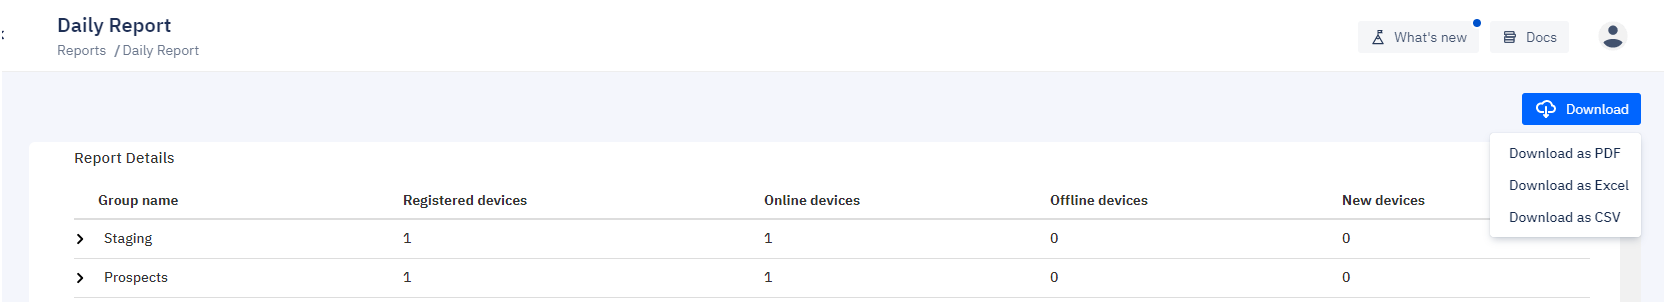 Daily Report
Reports / Daily Report
What's new
Docs
Download
Download as PDF
Download as Excel
Download as CSV
Report Details
Group name Registered devices Online devices Offline devices New devices
Staging 1 1 0 0
Prospects 1 1 0 0